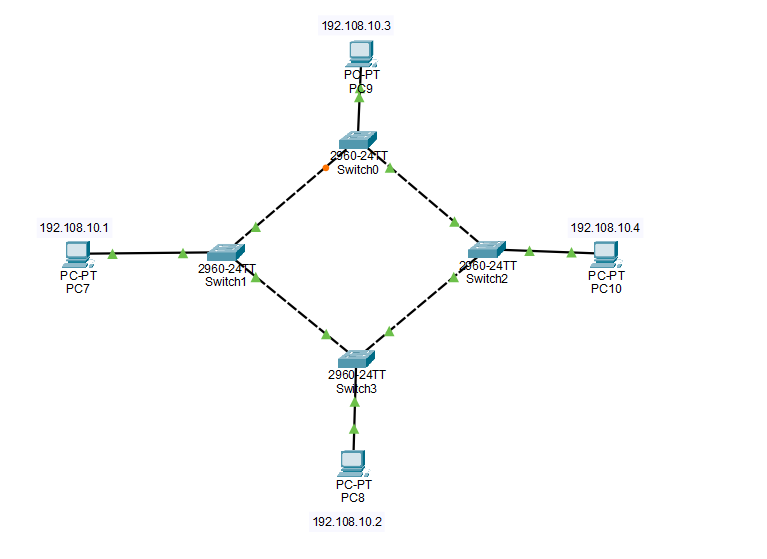 192.108.10.3
PC-PT
PC9
2960-24TT
Switch0
192.108.10.1
PC-PT
PC7
2960-24TT
Switch1
192.108.10.4
2960-24TT
Switch2
PC-PT
PC10
2960-24TT
Switch3
PC-PT
PC8
192.108.10.2